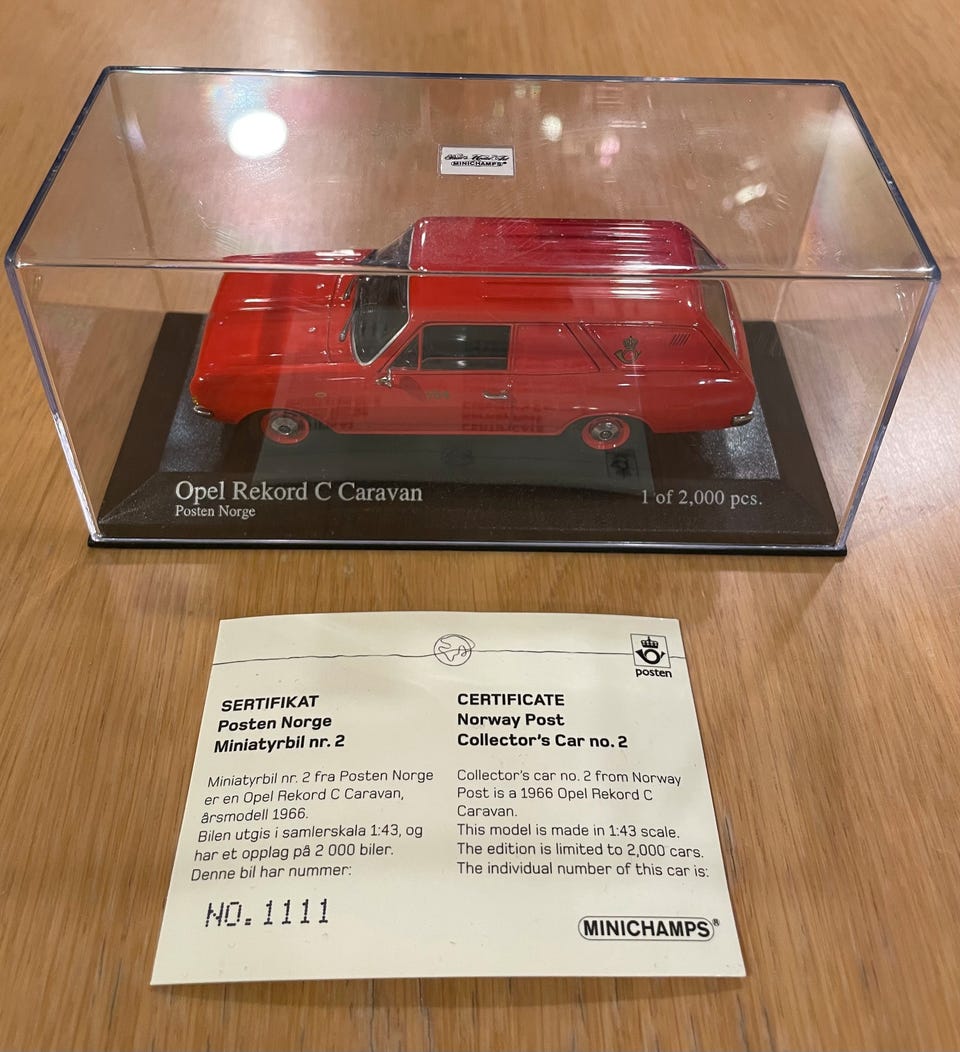 MINICHAMPS
Opel Rekord C Caravan
Posten Norge
1 of 2,000 pcs.
posten
SERTIFIKAT
Posten Norge
Miniatyrbil nr. 2
Miniatyrbil nr. 2 fra Posten Norge
er en Opel Rekord C Caravan,
årsmodell 1966.
Bilen utgis i samlerskala 1:43, og
har et opplag på 2 000 biler.
Denne bil har nummer:
NO. 1111
CERTIFICATE
Norway Post
Collector's Car no. 2
Collector's car no. 2 from Norway
Post is a 1966 Opel Rekord C
Caravan.
This model is made in 1:43 scale.
The edition is limited to 2,000 cars.
The individual number of this car is:
MINICHAMPS®